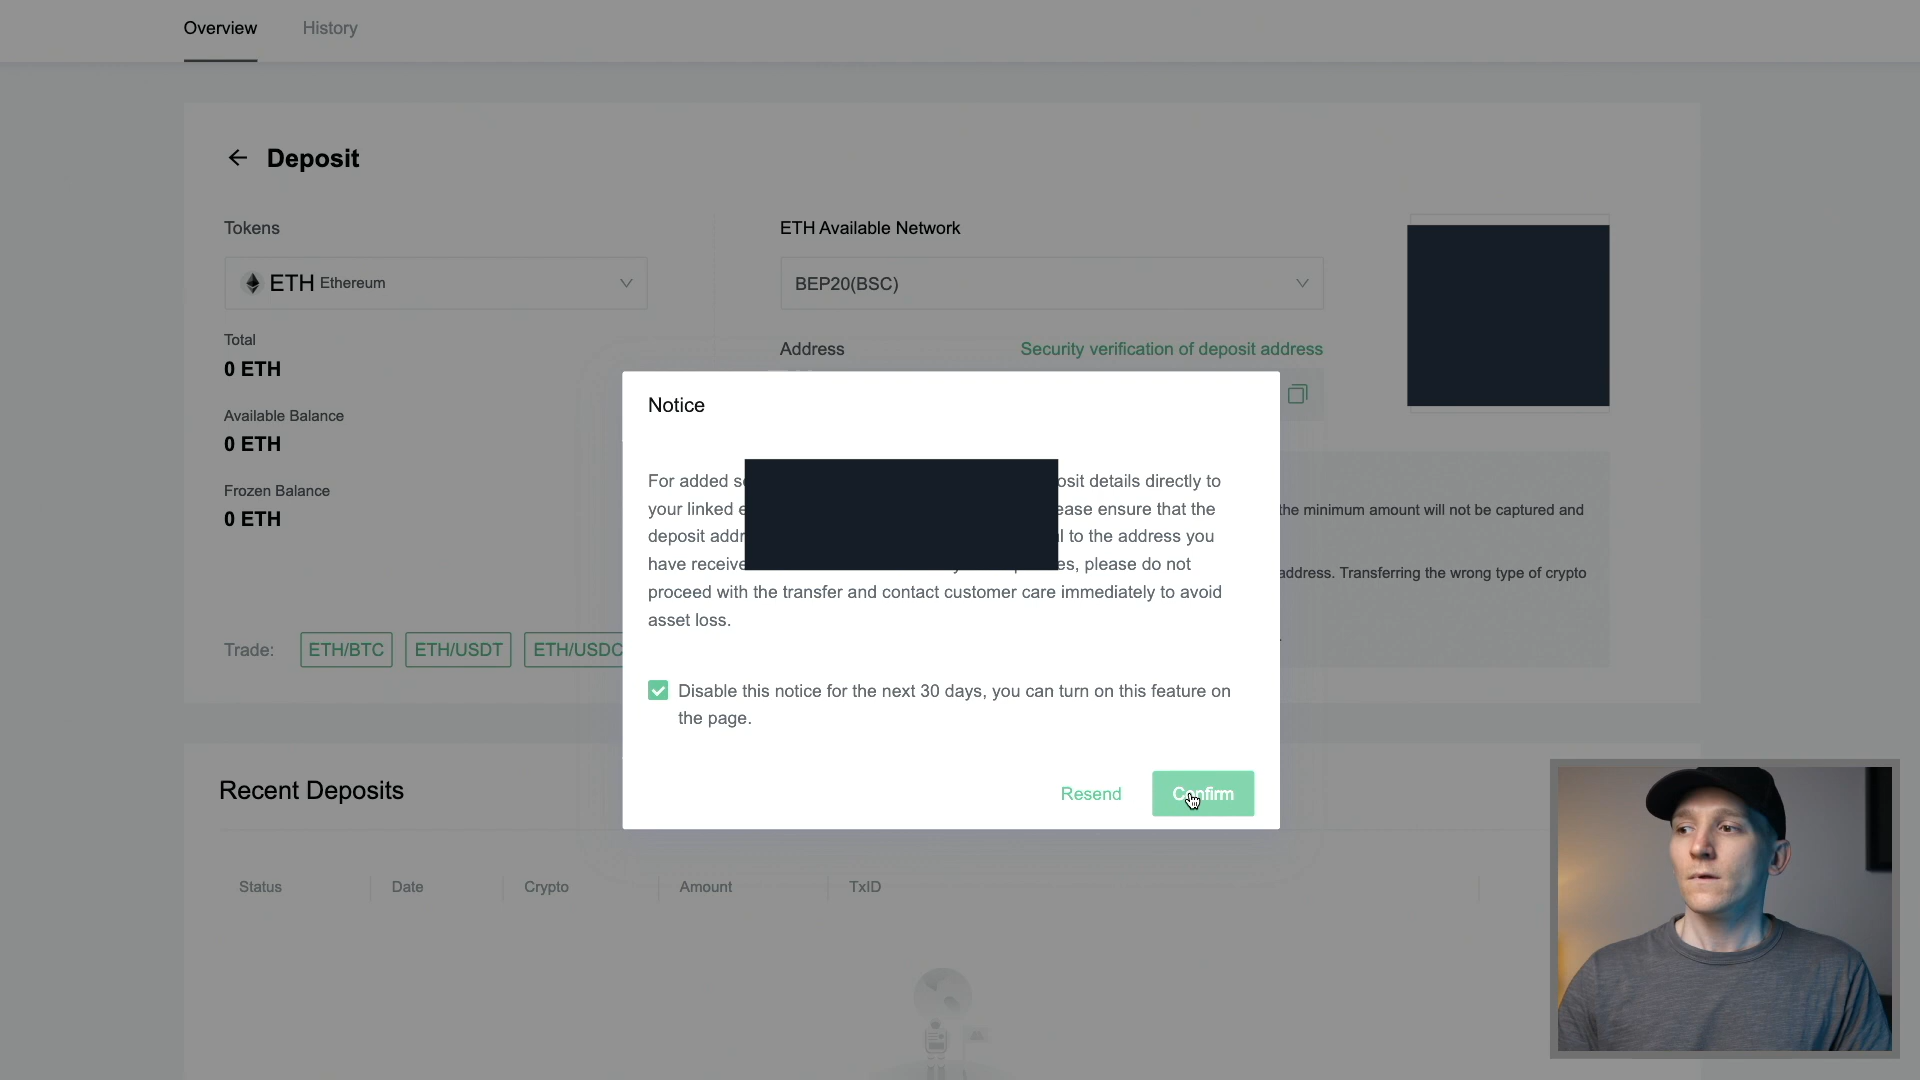 Overview History
Deposit
Tokens
ETH Ethereum
Total
0 ETH
Available Balance
0 ETH
Frozen Balance
0 ETH
Trade: ETH/BTC ETH/USDT ETH/USDC
ETH Available Network
BEP20(BSC)
Address Security verification of deposit address
the minimum amount will not be captured and
address. Transferring the wrong type of crypto
Notice
For added osit details directly to
your linked ease ensure that the
deposit addr l to the address you
have receive es, please do not
proceed with the transfer and contact customer care immediately to avoid
asset loss.
Disable this notice for the next 30 days, you can turn on this feature on
the page.
Resend Confirm
Recent Deposits
Status Date Crypto Amount TxID